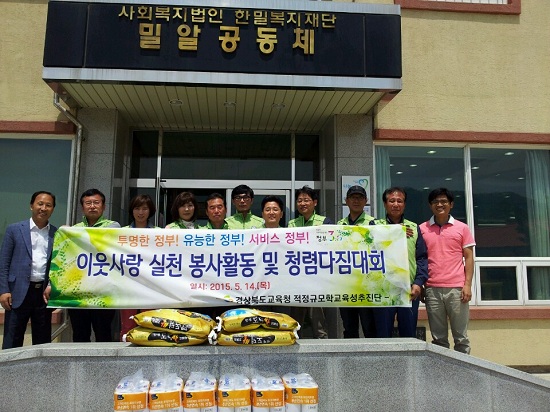 사회복지법인 한밀복지재단
밀알공동체
투명한 정부! 유능한 정부! 서비스 정부!
이웃사랑 실천 봉사활동 및 청렴다짐대회
일시: 2015. 5. 14.(목)
- 경상북도교육청 적정규모학교육성추진단 -